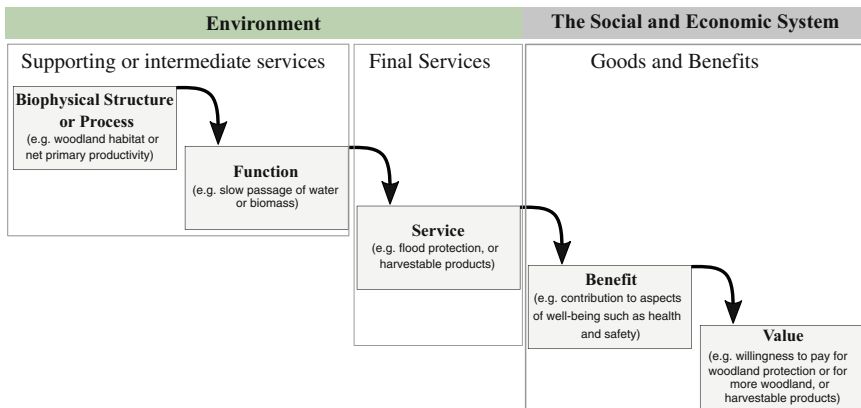 Environment
The Social and Economic System
Supporting or intermediate services
Final Services
Goods and Benefits
Biophysical Structure
or Process
(e.g. woodland habitat or
net primary productivity)
Function
(e.g. slow passage of water
or biomass)
Service
(e.g. flood protection, or
harvestable products)
Benefit
(e.g. contribution to aspects
of well-being such as health
and safety)
Value
(e.g. willingness to pay for
woodland protection or for
more woodland, or
harvestable products)